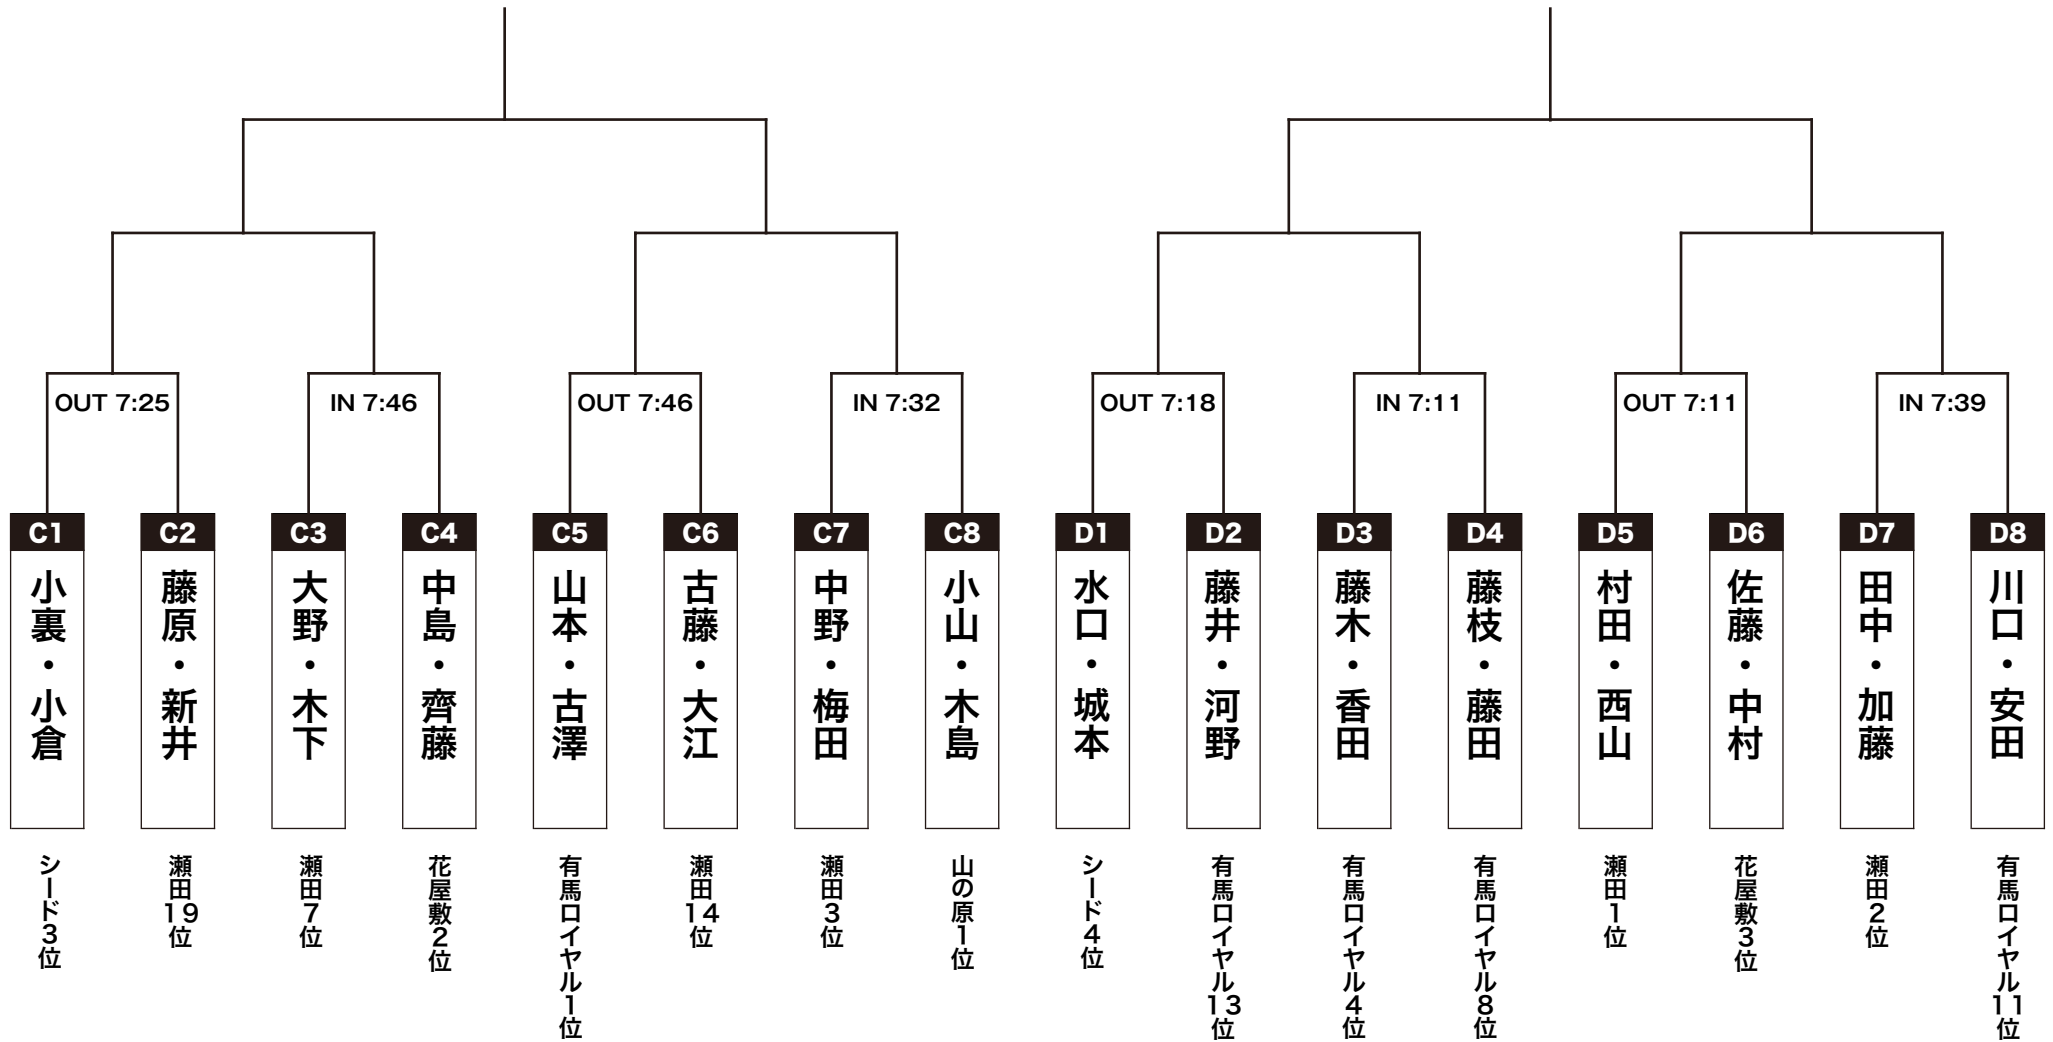 OUT 7:25
IN 7:46
OUT 7:46
IN 7:32
OUT 7:18
IN 7:11
OUT 7:11
IN 7:39
C1
小裏・小倉
シード3位
C2
藤原・新井
瀬田19位
C3
大野・木下
瀬田7位
C4
中島・齊藤
花屋敷2位
C5
山本・古澤
有馬ロイヤル1位
C6
古藤・大江
瀬田14位
C7
中野・梅田
瀬田3位
C8
小山・木島
山の原1位
D1
水口・城本
シード4位
D2
藤井・河野
有馬ロイヤル13位
D3
藤木・香田
有馬ロイヤル4位
D4
藤枝・藤田
有馬ロイヤル8位
D5
村田・西山
瀬田1位
D6
佐藤・中村
花屋敷3位
D7
田中・加藤
瀬田2位
D8
川口・安田
有馬ロイヤル11位